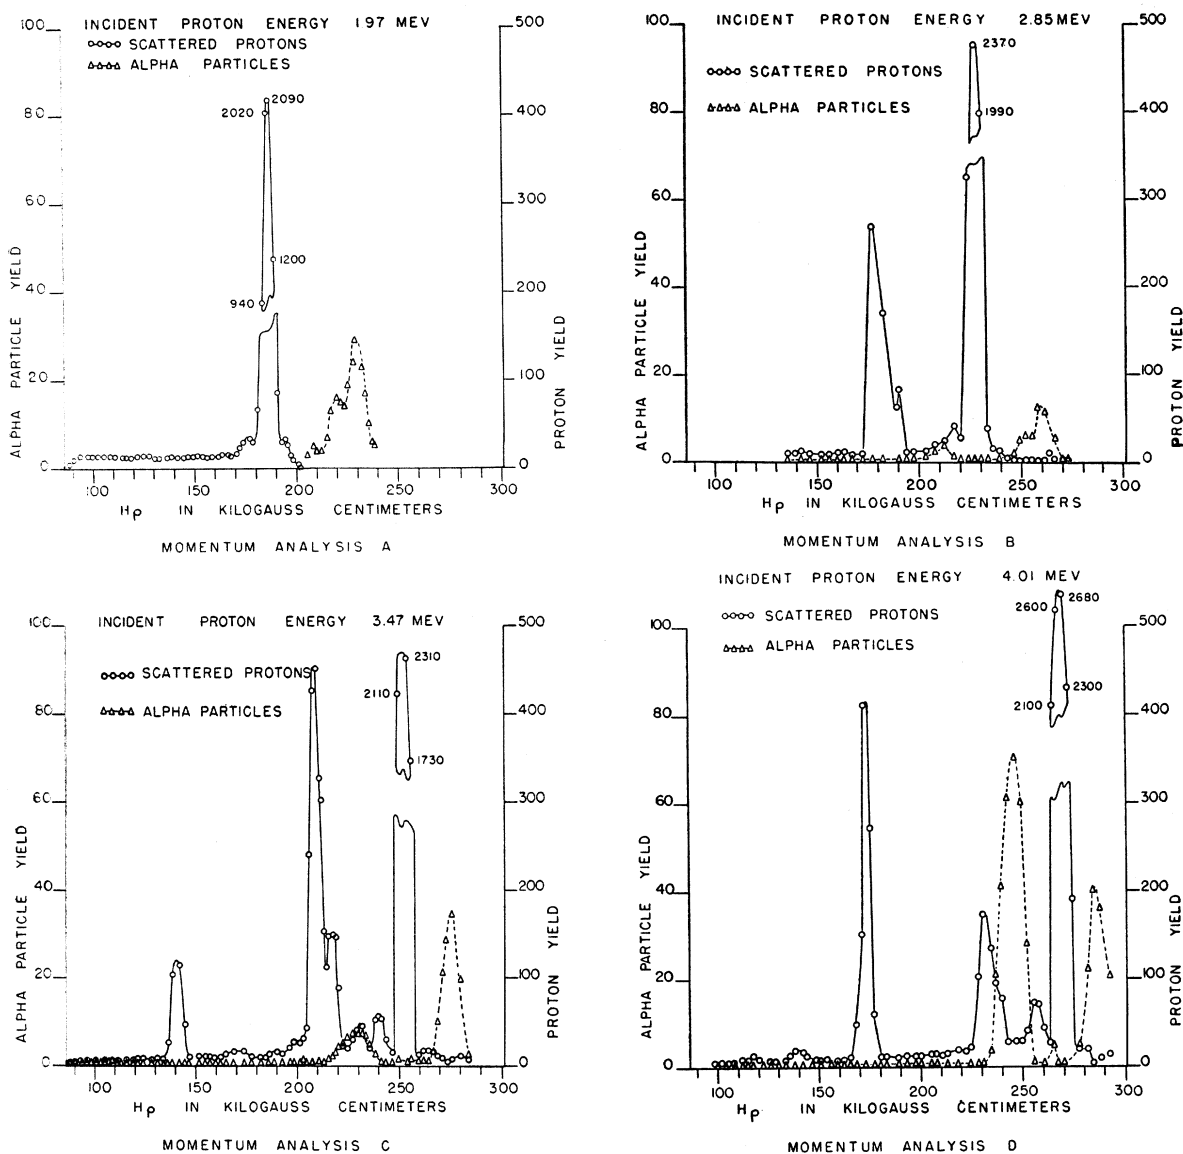 INCIDENT PROTON ENERGY 1.97 MEV
SCATTERED PROTONS
ALPHA PARTICLES
100
80
60
40
20
0
500
400
300
200
100
0
2090
2020
1200
940
ALPHA PARTICLE YIELD
PROTON YIELD
100 150 200 250 300
Hρ IN KILOGAUSS CENTIMETERS
MOMENTUM ANALYSIS A
INCIDENT PROTON ENERGY 2.85 MEV
SCATTERED PROTONS
ALPHA PARTICLES
100
80
60
40
20
0
500
400
300
200
100
0
2370
1990
ALPHA PARTICLE YIELD
PROTON YIELD
100 150 200 250 300
Hρ IN KILOGAUSS CENTIMETERS
MOMENTUM ANALYSIS B
INCIDENT PROTON ENERGY 3.47 MEV
SCATTERED PROTONS
ALPHA PARTICLES
100
80
60
40
20
0
500
400
300
200
100
0
2310
2110
1730
ALPHA PARTICLE YIELD
PROTON YIELD
100 150 200 250 300
Hρ IN KILOGAUSS CENTIMETERS
MOMENTUM ANALYSIS C
INCIDENT PROTON ENERGY 4.01 MEV
SCATTERED PROTONS
ALPHA PARTICLES
100
80
60
40
20
0
500
400
300
200
100
0
2680
2600
2300
2100
ALPHA PARTICLE YIELD
PROTON YIELD
100 150 200 250 300
Hρ IN KILOGAUSS CENTIMETERS
MOMENTUM ANALYSIS D